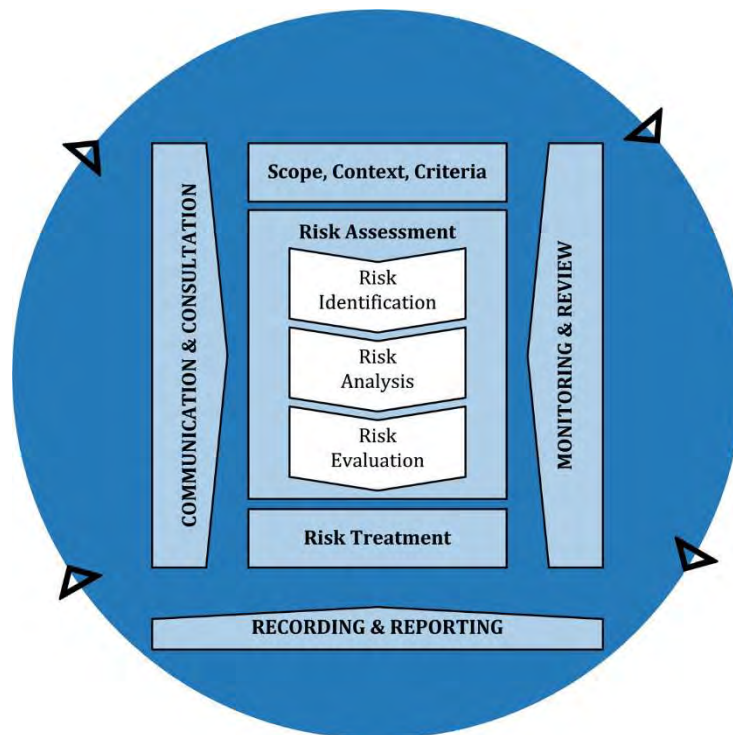 Scope, Context, Criteria
Risk Assessment
Risk
Identification
Risk
Analysis
Risk
Evaluation
Risk Treatment
COMMUNICATION & CONSULTATION
MONITORING & REVIEW
RECORDING & REPORTING